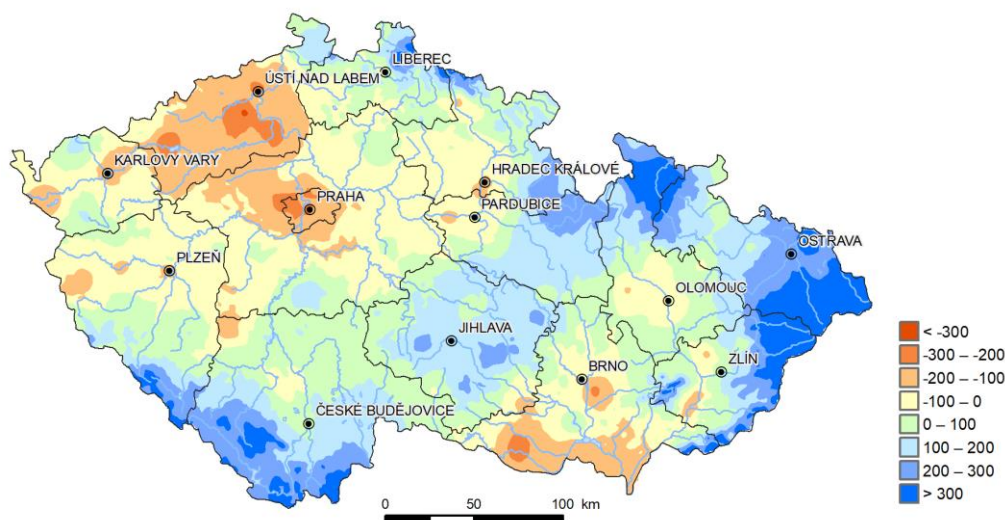 LIBEREC
ÚSTÍ NAD LABEM
KARLOVY VARY
HRADEC KRÁLOVÉ
PRAHA
PARDUBICE
OSTRAVA
PLZEŇ
OLOMOUC
JIHLAVA
BRNO
ZLÍN
ČESKÉ BUDĚJOVICE
< -300
-300 – -200
-200 – -100
-100 – 0
0 – 100
100 – 200
200 – 300
> 300
0 50 100 km